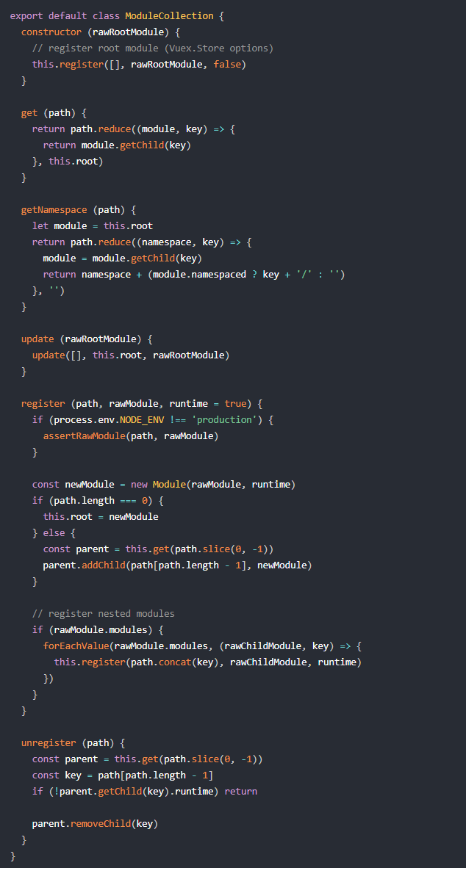 export default class ModuleCollection {
  constructor (rawRootModule) {
    // register root module (Vuex.Store options)
    this.register([], rawRootModule, false)
  }

  get (path) {
    return path.reduce((module, key) => {
      return module.getChild(key)
    }, this.root)
  }

  getNamespace (path) {
    let module = this.root
    return path.reduce((namespace, key) => {
      module = module.getChild(key)
      return namespace + (module.namespaced ? key + '/' : '')
    }, '')
  }

  update (rawRootModule) {
    update([], this.root, rawRootModule)
  }

  register (path, rawModule, runtime = true) {
    if (process.env.NODE_ENV !== 'production') {
      assertRawModule(path, rawModule)
    }

    const newModule = new Module(rawModule, runtime)
    if (path.length === 0) {
      this.root = newModule
    } else {
      const parent = this.get(path.slice(0, -1))
      parent.addChild(path[path.length - 1], newModule)
    }

    // register nested modules
    if (rawModule.modules) {
      forEachValue(rawModule.modules, (rawChildModule, key) => {
        this.register(path.concat(key), rawChildModule, runtime)
      })
    }
  }

  unregister (path) {
    const parent = this.get(path.slice(0, -1))
    const key = path[path.length - 1]
    if (!parent.getChild(key).runtime) return

    parent.removeChild(key)
  }
}